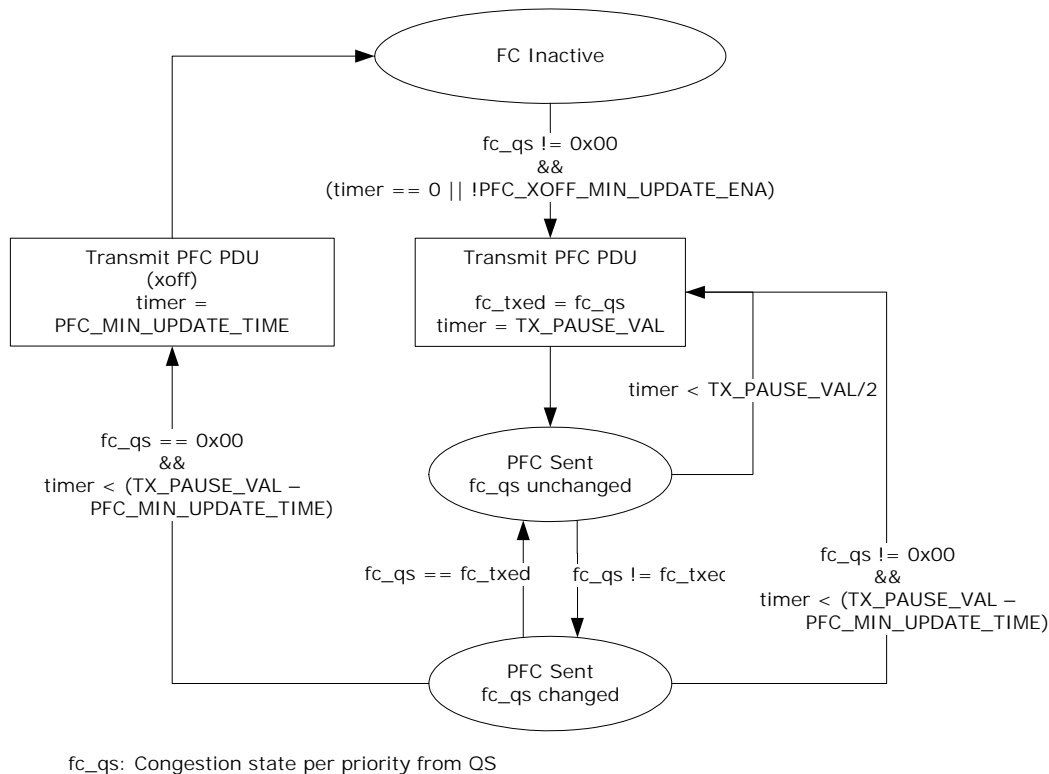 FC Inactive
fc_qs != 0x00
&&
(timer == 0 || !PFC_XOFF_MIN_UPDATE_ENA)
Transmit PFC PDU
(xoff)
timer =
PFC_MIN_UPDATE_TIME
Transmit PFC PDU
fc_txed = fc_qs
timer = TX_PAUSE_VAL
timer < TX_PAUSE_VAL/2
fc_qs == 0x00
&&
timer < (TX_PAUSE_VAL –
PFC_MIN_UPDATE_TIME)
PFC Sent
fc_qs unchanged
fc_qs == fc_txed
fc_qs != fc_txed
fc_qs != 0x00
&&
timer < (TX_PAUSE_VAL –
PFC_MIN_UPDATE_TIME)
PFC Sent
fc_qs changed
fc_qs: Congestion state per priority from QS